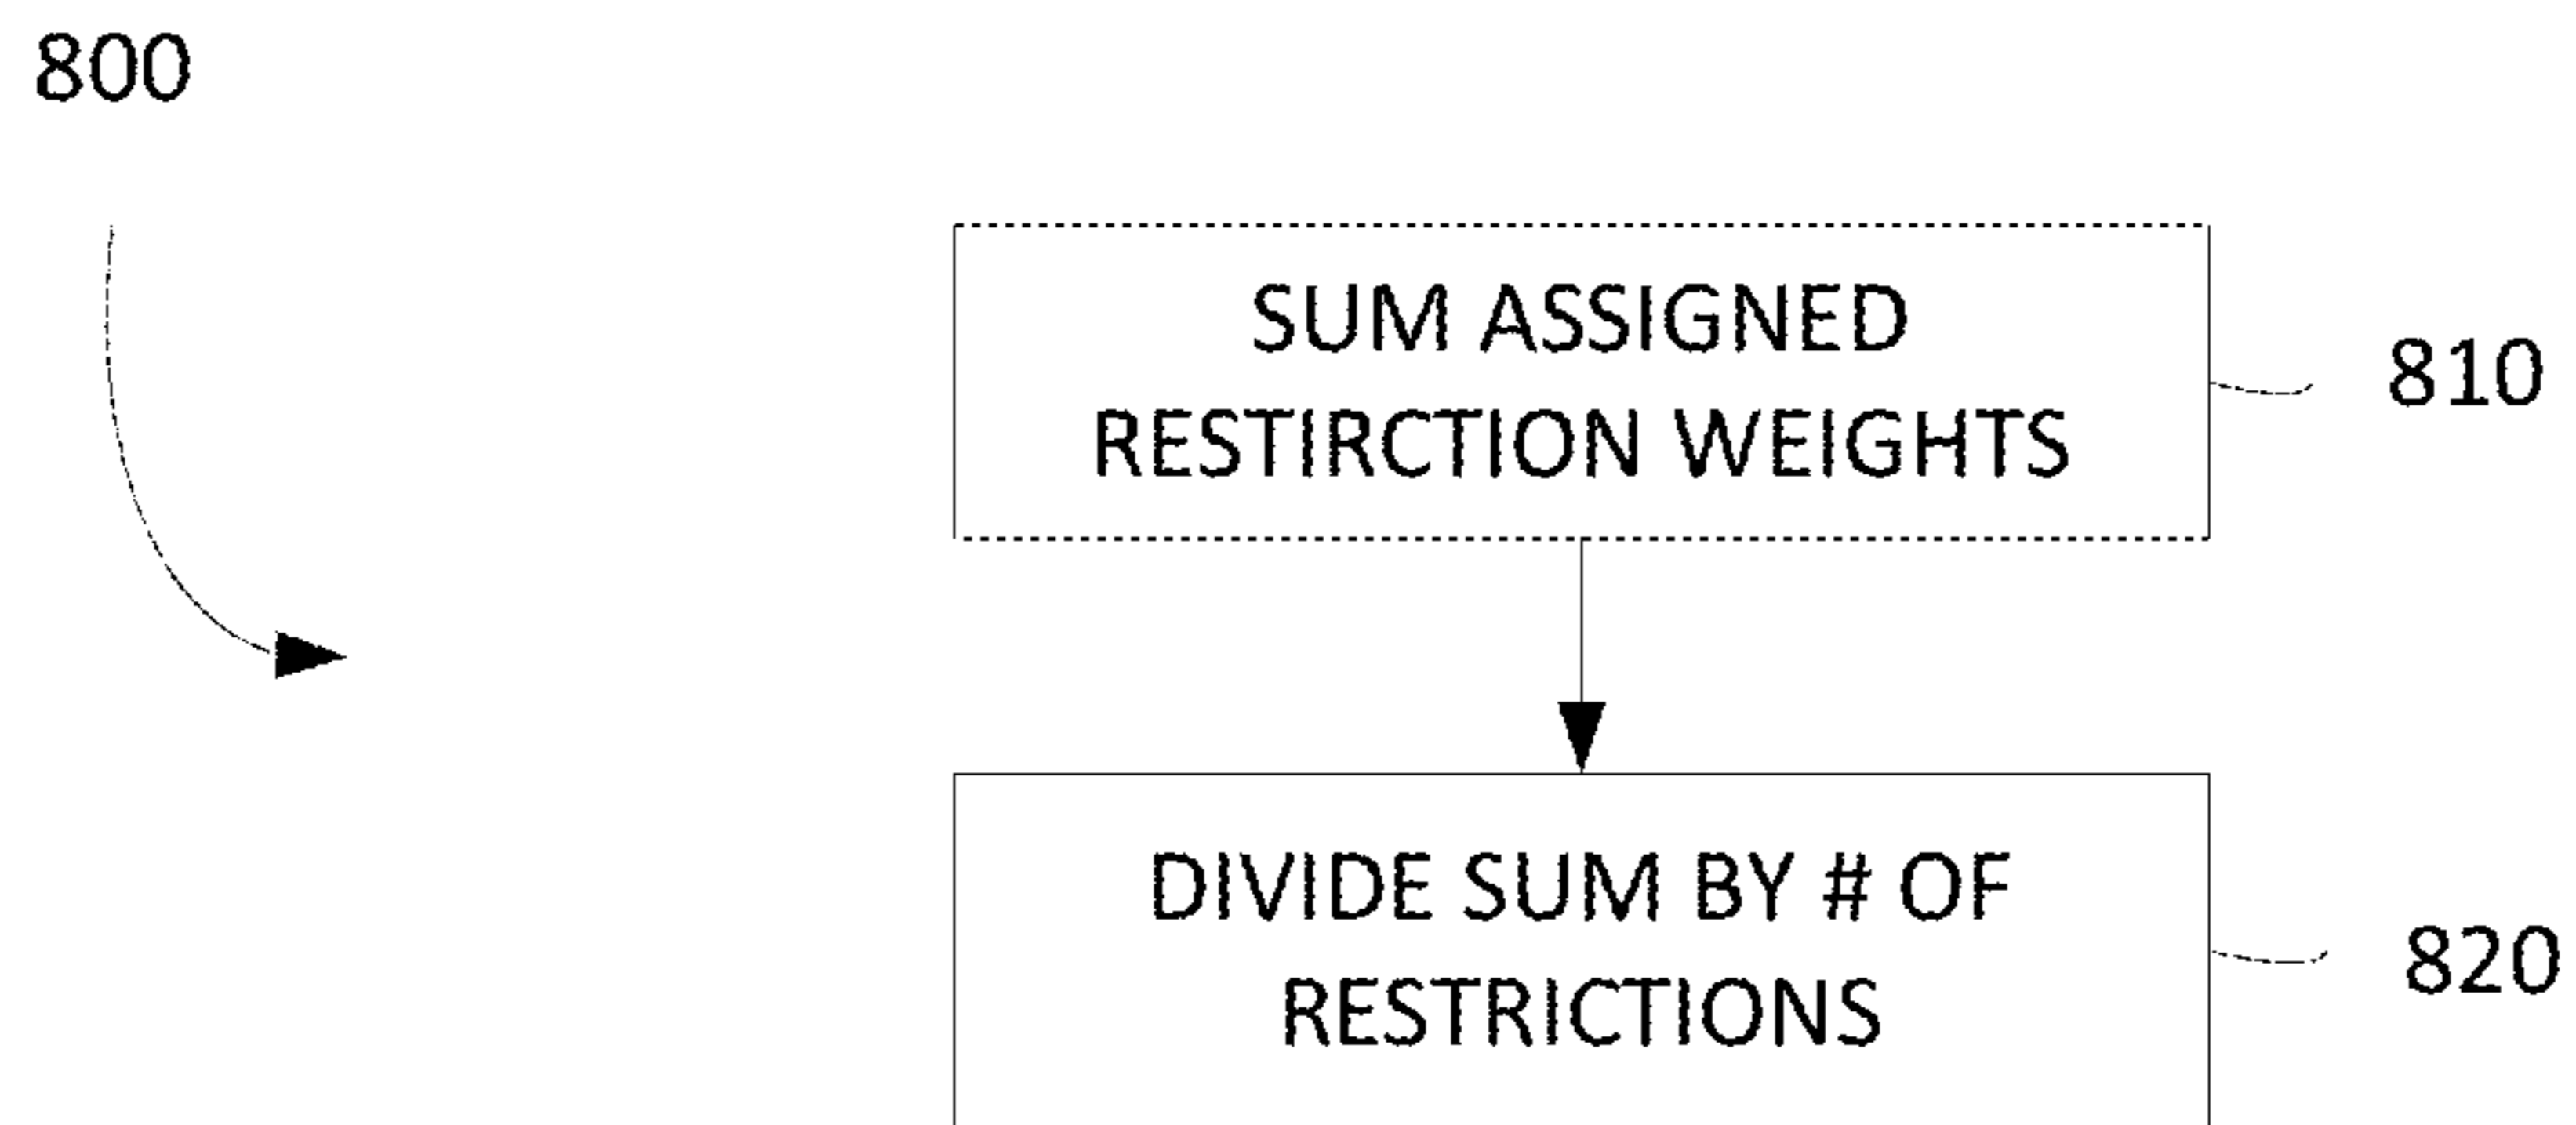 800
SUM ASSIGNED
RESTIRCTION WEIGHTS
810
DIVIDE SUM BY # OF
RESTRICTIONS
820